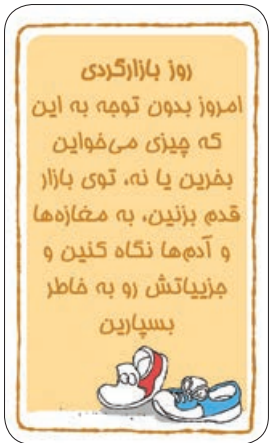 روز بازارگردی
امروز بدون توجه به این
که چیزی می‌خواین
بخرین یا نه، توی بازار
قدم بزنین، به مغازه‌ها
و آدم‌ها نگاه کنین و
جزییاتش رو به خاطر
بسپارین